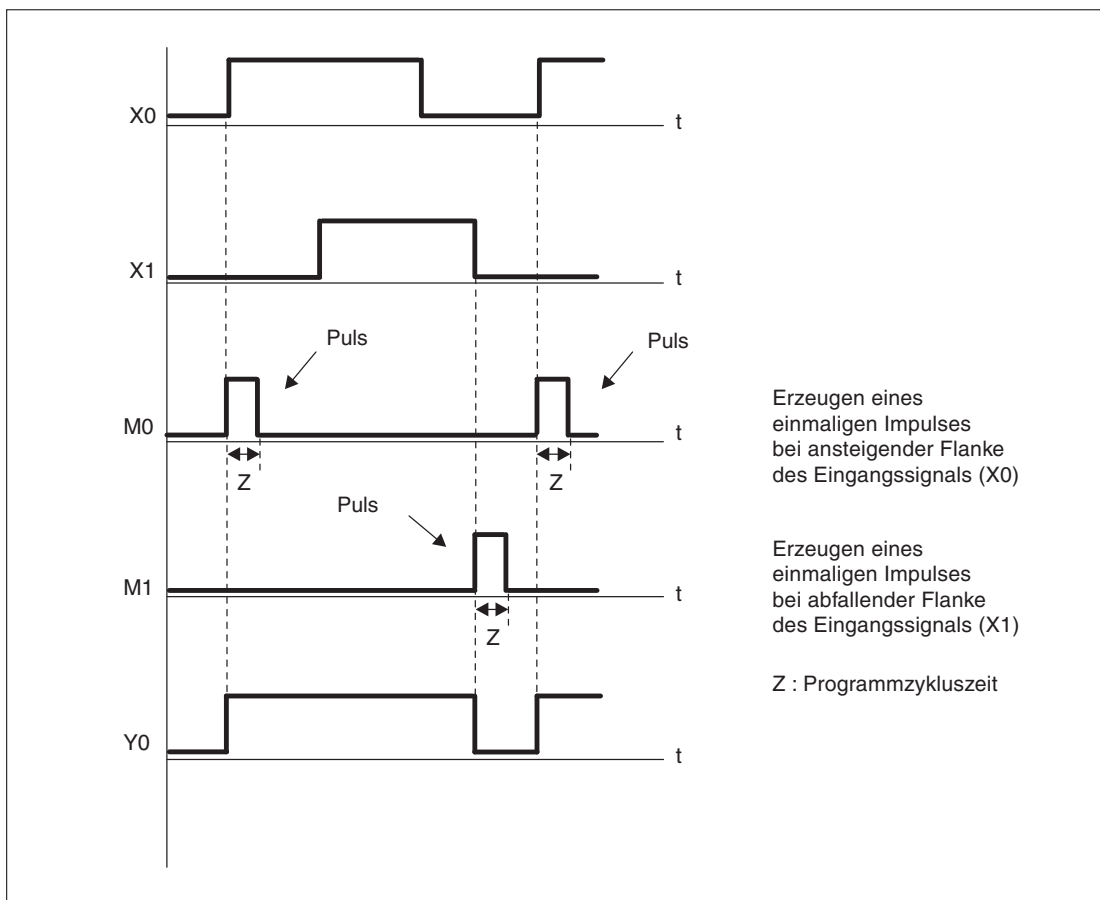 X0
t
X1
t
Puls
Puls
M0
t
Z
Z
Erzeugen eines
einmaligen Impulses
bei ansteigender Flanke
des Eingangssignals (X0)
Puls
M1
t
Z
Erzeugen eines
einmaligen Impulses
bei abfallender Flanke
des Eingangssignals (X1)
Z : Programmzykluszeit
Y0
t